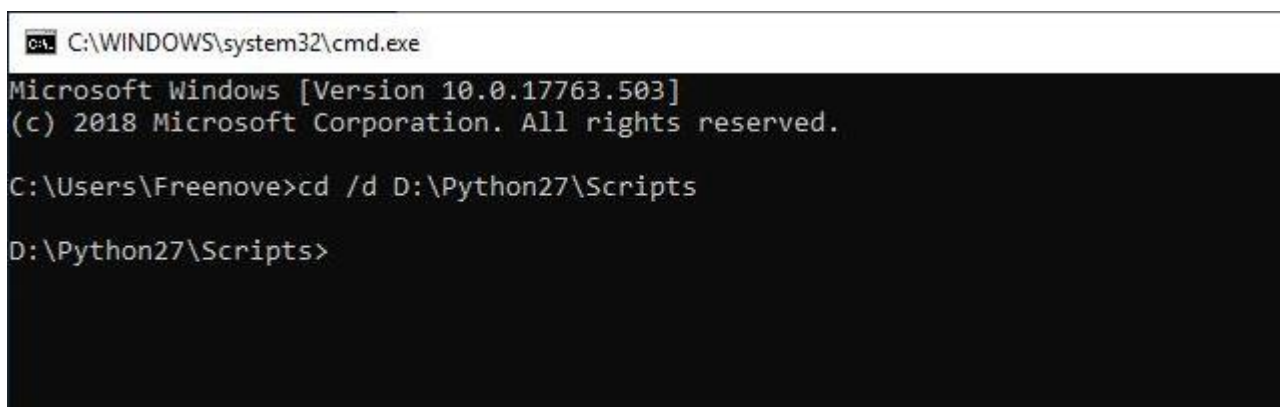 C:\WINDOWS\system32\cmd.exe
Microsoft Windows [Version 10.0.17763.503]
(c) 2018 Microsoft Corporation. All rights reserved.
C:\Users\Freenove>cd /d D:\Python27\Scripts
D:\Python27\Scripts>